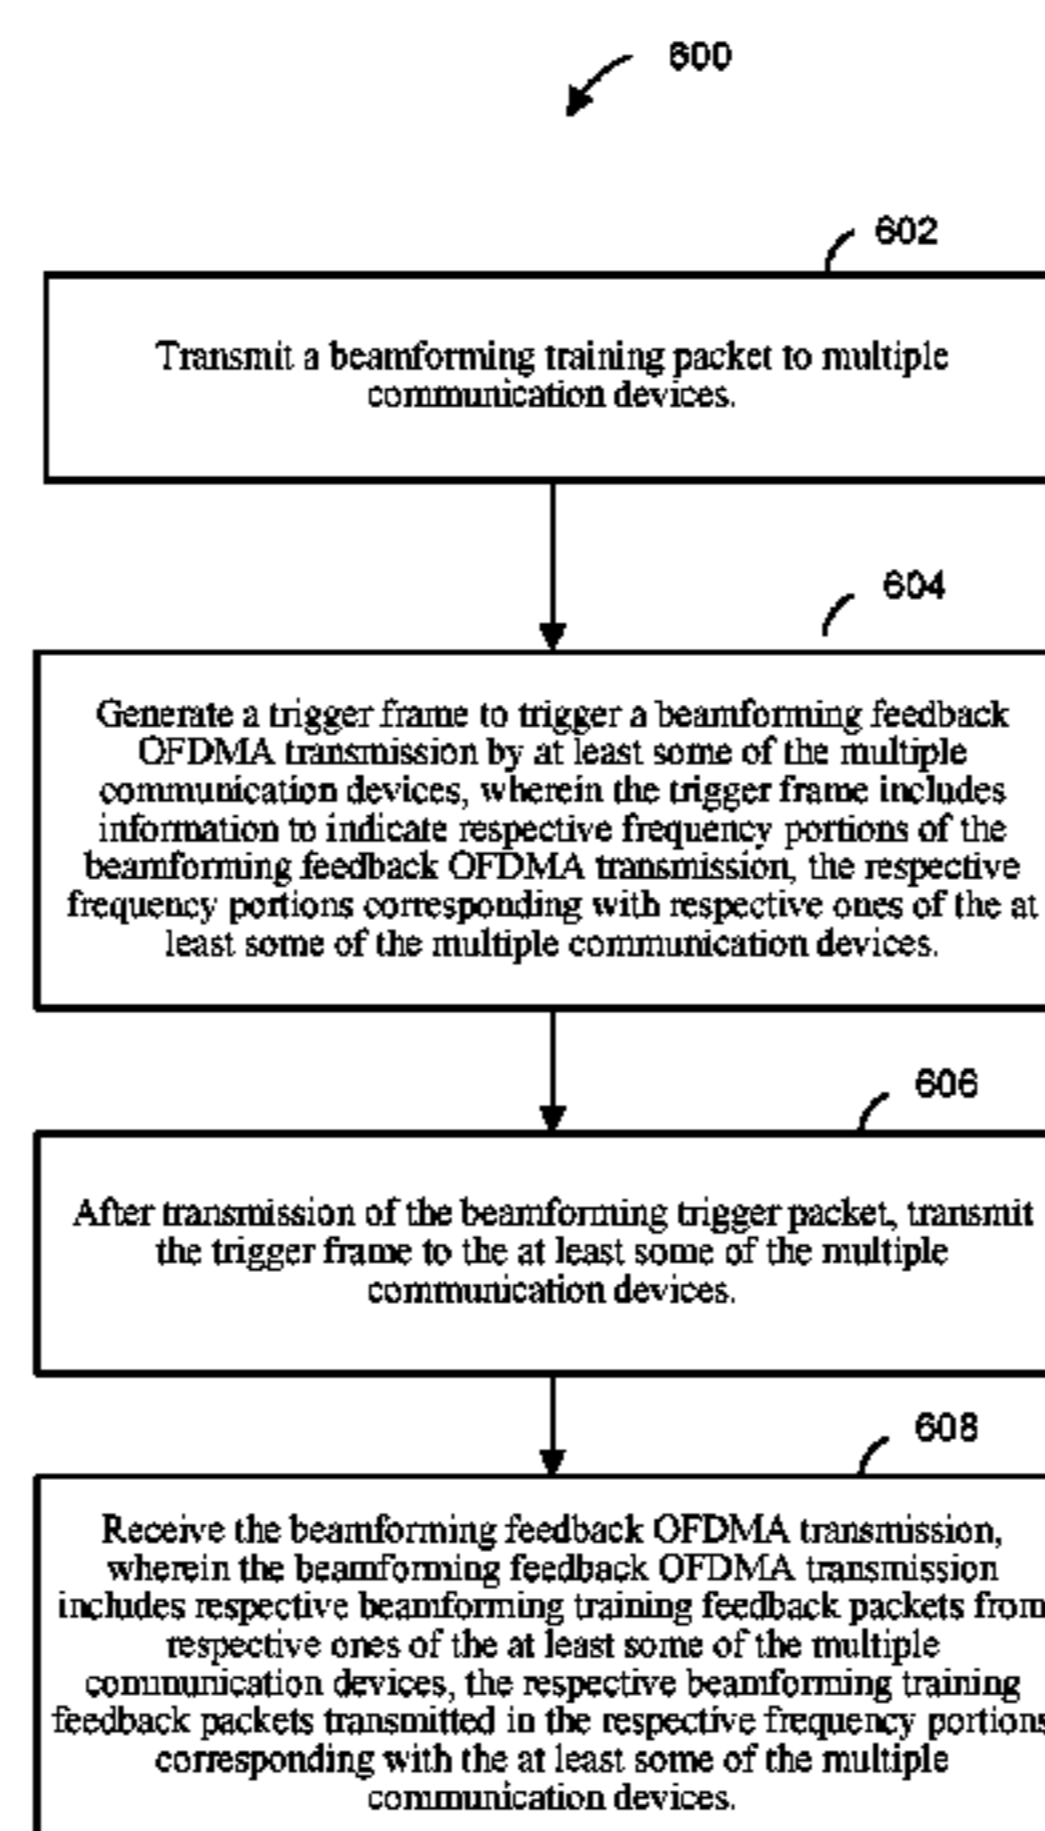 600
602
Transmit a beamforming training packet to multiple
communication devices.
604
Generate a trigger frame to trigger a beamforming feedback
OFDMA transmission by at least some of the multiple
communication devices, wherein the trigger frame includes
information to indicate respective frequency portions of the
beamforming feedback OFDMA transmission, the respective
frequency portions corresponding with respective ones of the at
least some of the multiple communication devices.
606
After transmission of the beamforming trigger packet, transmit
the trigger frame to the at least some of the multiple
communication devices.
608
Receive the beamforming feedback OFDMA transmission,
wherein the beamforming feedback OFDMA transmission
includes respective beamforming training feedback packets from
respective ones of the at least some of the multiple
communication devices, the respective beamforming training
feedback packets transmitted in the respective frequency portions
corresponding with the at least some of the multiple
communication devices.